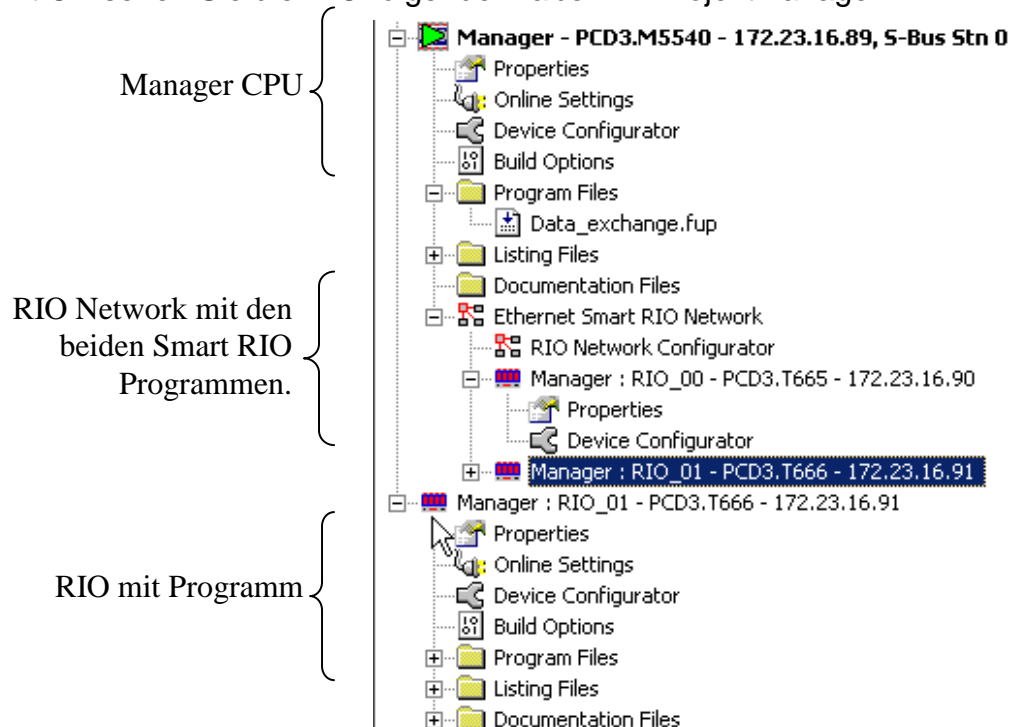 Manager - PCD3.M5540 - 172.23.16.89, S-Bus Stn 0
Properties
Manager CPU
Online Settings
Device Configurator
Build Options
Program Files
Data_exchange.fup
Listing Files
Documentation Files
RIO Network mit den
beiden Smart RIO
Programmen.
Ethernet Smart RIO Network
RIO Network Configurator
Manager : RIO_00 - PCD3.T665 - 172.23.16.90
Properties
Device Configurator
Manager : RIO_01 - PCD3.T666 - 172.23.16.91
Manager : RIO_01 - PCD3.T666 - 172.23.16.91
Properties
Online Settings
RIO mit Programm
Device Configurator
Build Options
Program Files
Listing Files
Documentation Files